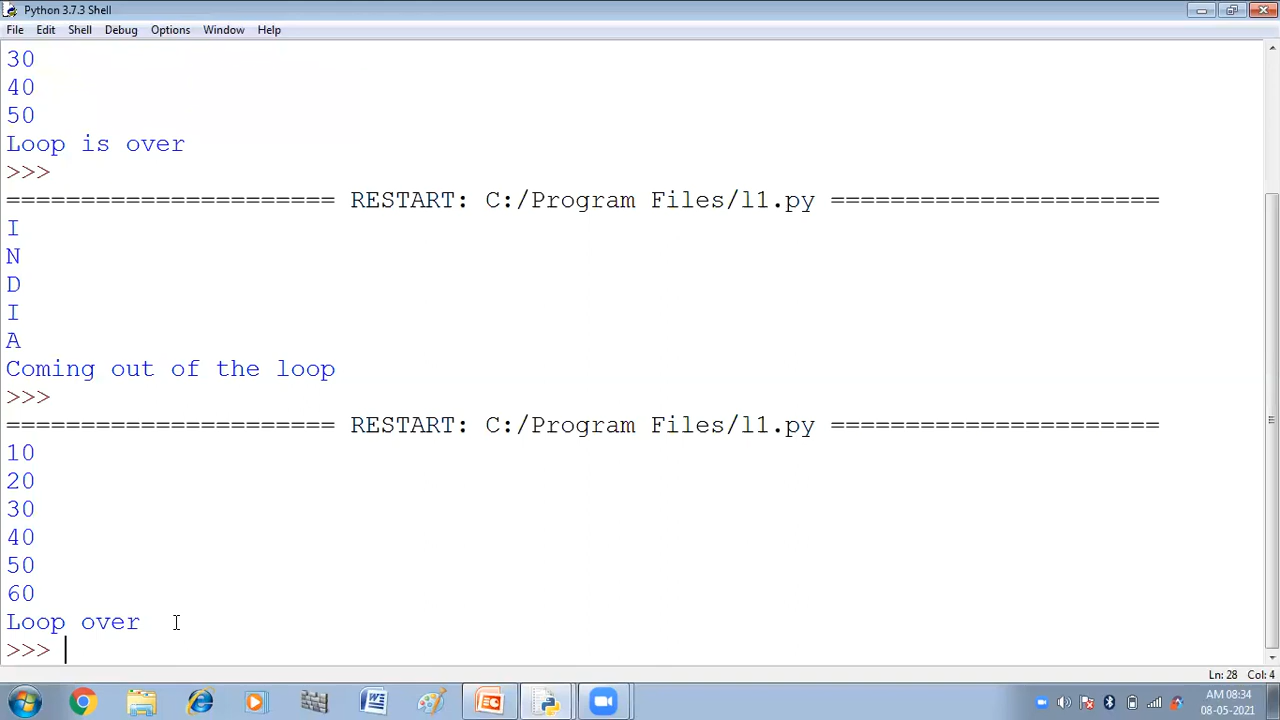 Python 3.7.3 Shell
File Edit Shell Debug Options Window Help
30
40
50
Loop is over
>>>
====================== RESTART: C:/Program Files/l1.py ======================
I
N
D
I
A
Coming out of the loop
>>>
====================== RESTART: C:/Program Files/l1.py ======================
10
20
30
40
50
60
Loop over
>>>
Ln: 28 Col: 4
AM 08:34
08-05-2021